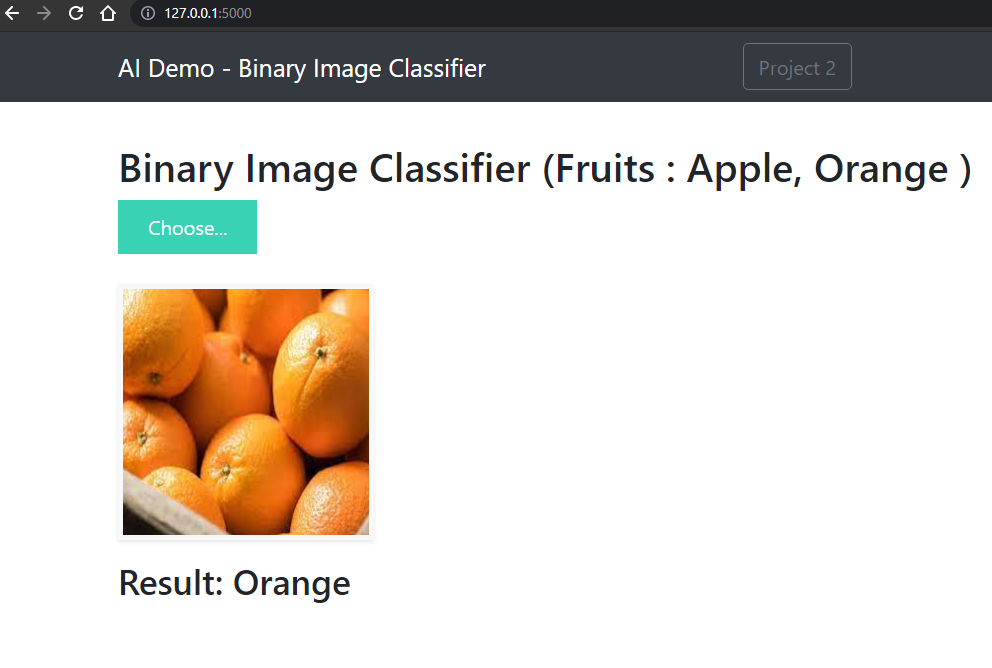 127.0.0.1:5000
AI Demo - Binary Image Classifier
Project 2
Binary Image Classifier (Fruits : Apple, Orange )
Choose...
Result: Orange